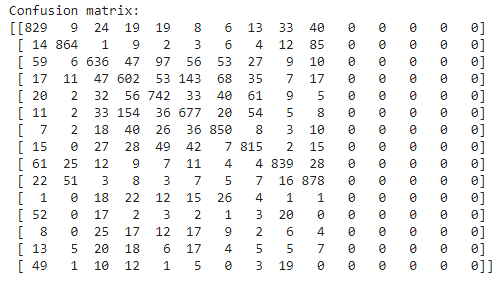 Confusion matrix:
[[829 9 24 19 19 8 6 13 33 40 0 0 0 0 0]
[ 14 864 1 9 2 3 6 4 12 85 0 0 0 0 0]
[ 59 6 636 47 97 56 53 27 9 10 0 0 0 0 0]
[ 17 11 47 602 53 143 68 35 7 17 0 0 0 0 0]
[ 20 2 32 56 742 33 40 61 9 5 0 0 0 0 0]
[ 11 2 33 154 36 677 20 54 5 8 0 0 0 0 0]
[ 7 2 18 40 26 36 850 8 3 10 0 0 0 0 0]
[ 15 0 27 28 49 42 7 815 2 15 0 0 0 0 0]
[ 61 25 12 9 7 11 4 4 839 28 0 0 0 0 0]
[ 22 51 3 8 3 7 5 7 16 878 0 0 0 0 0]
[ 1 0 18 22 12 15 26 4 1 1 0 0 0 0 0]
[ 52 0 17 2 3 2 1 3 20 0 0 0 0 0 0]
[ 8 0 25 17 12 17 9 2 6 4 0 0 0 0 0]
[ 13 5 20 18 6 17 4 5 5 7 0 0 0 0 0]
[ 49 1 10 12 1 5 0 3 19 0 0 0 0 0 0]]